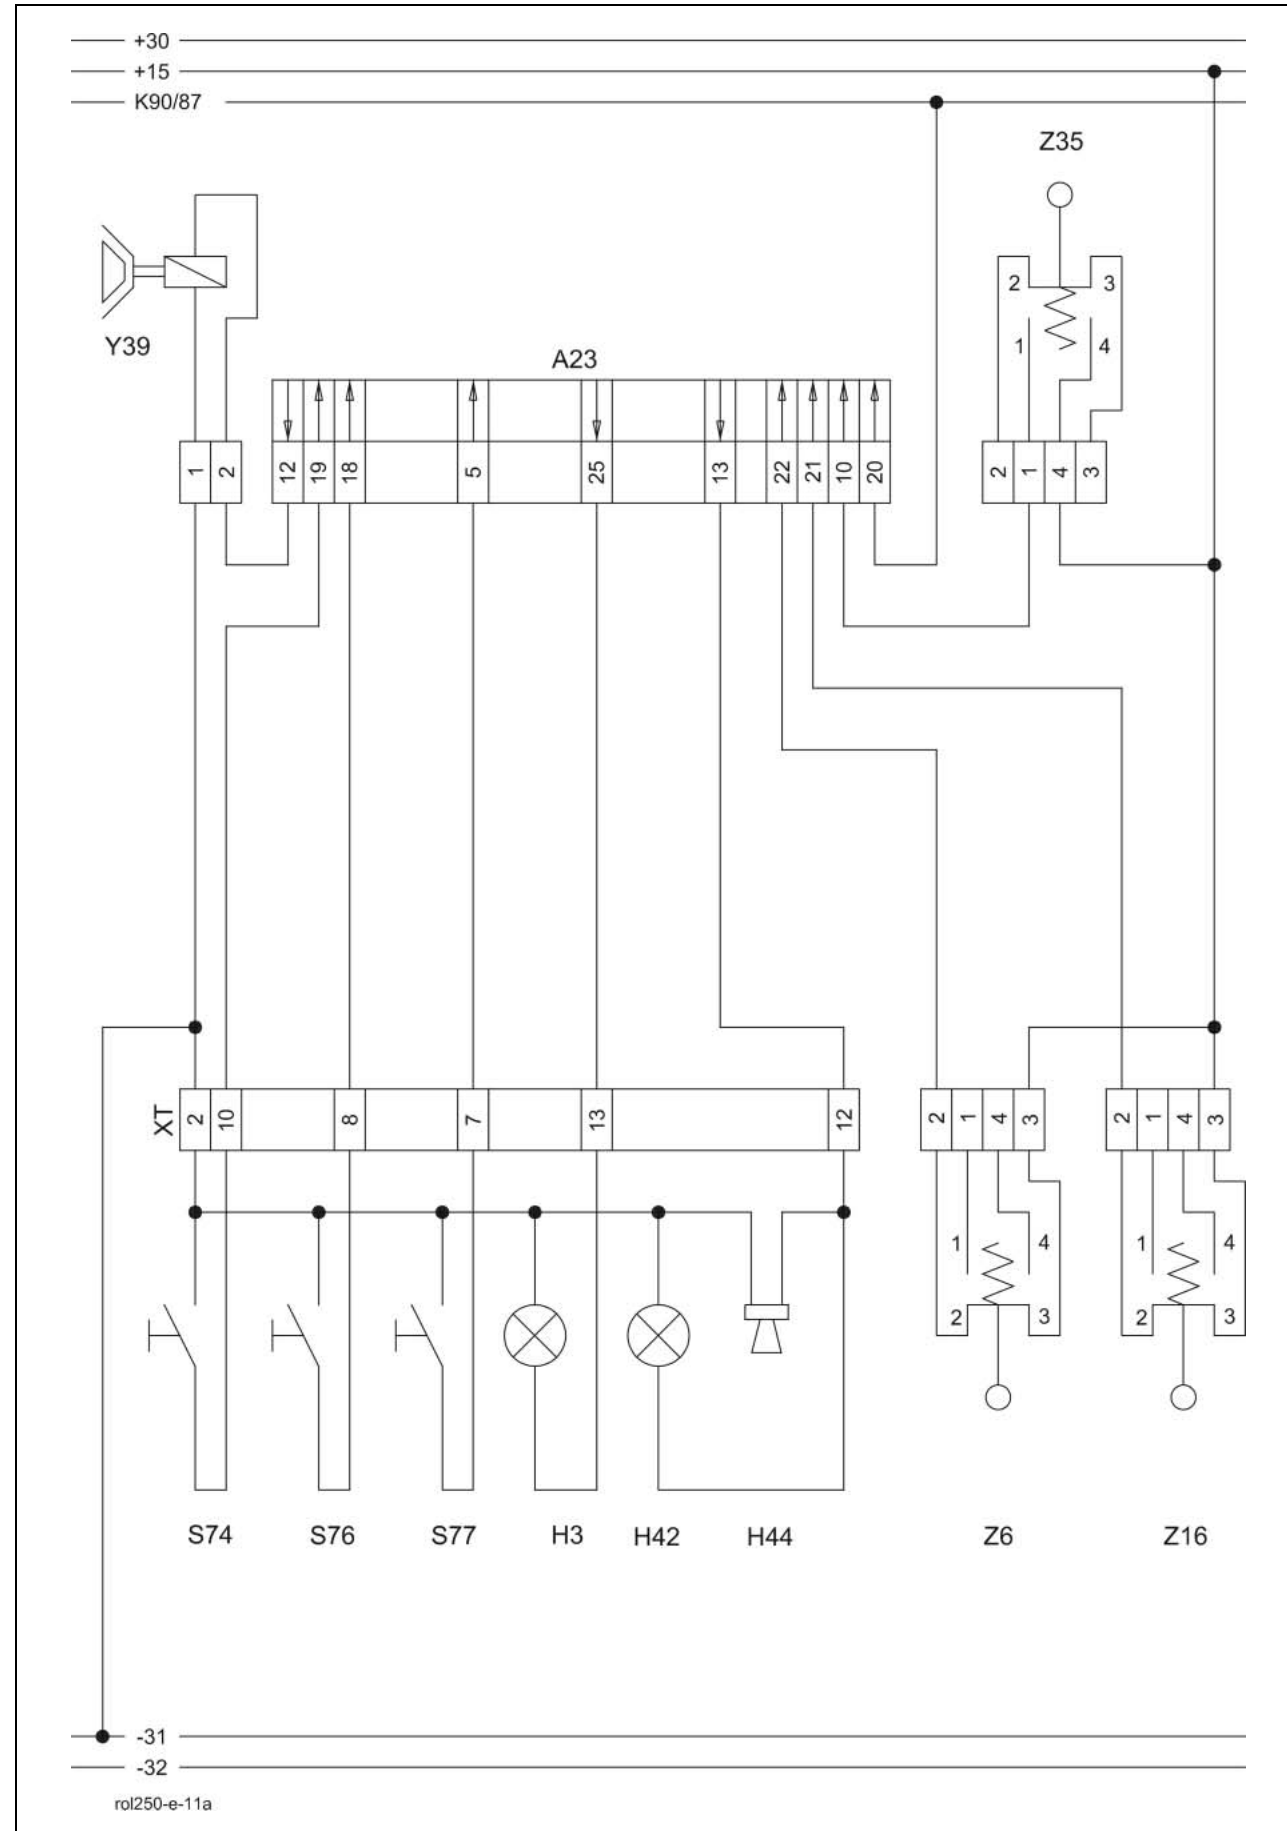 +30
+15
K90/87
Z35
2 3
Y39
1 4
A23
1 2 12 19 18 5 25 13 22 21 10 20 2 1 4 3
XT 2 10 8 7 13 12 2 1 4 3 2 1 4 3
1 4 1 4
2 3 2 3
S74 S76 S77 H3 H42 H44 Z6 Z16
-31
-32
rol250-e-11a